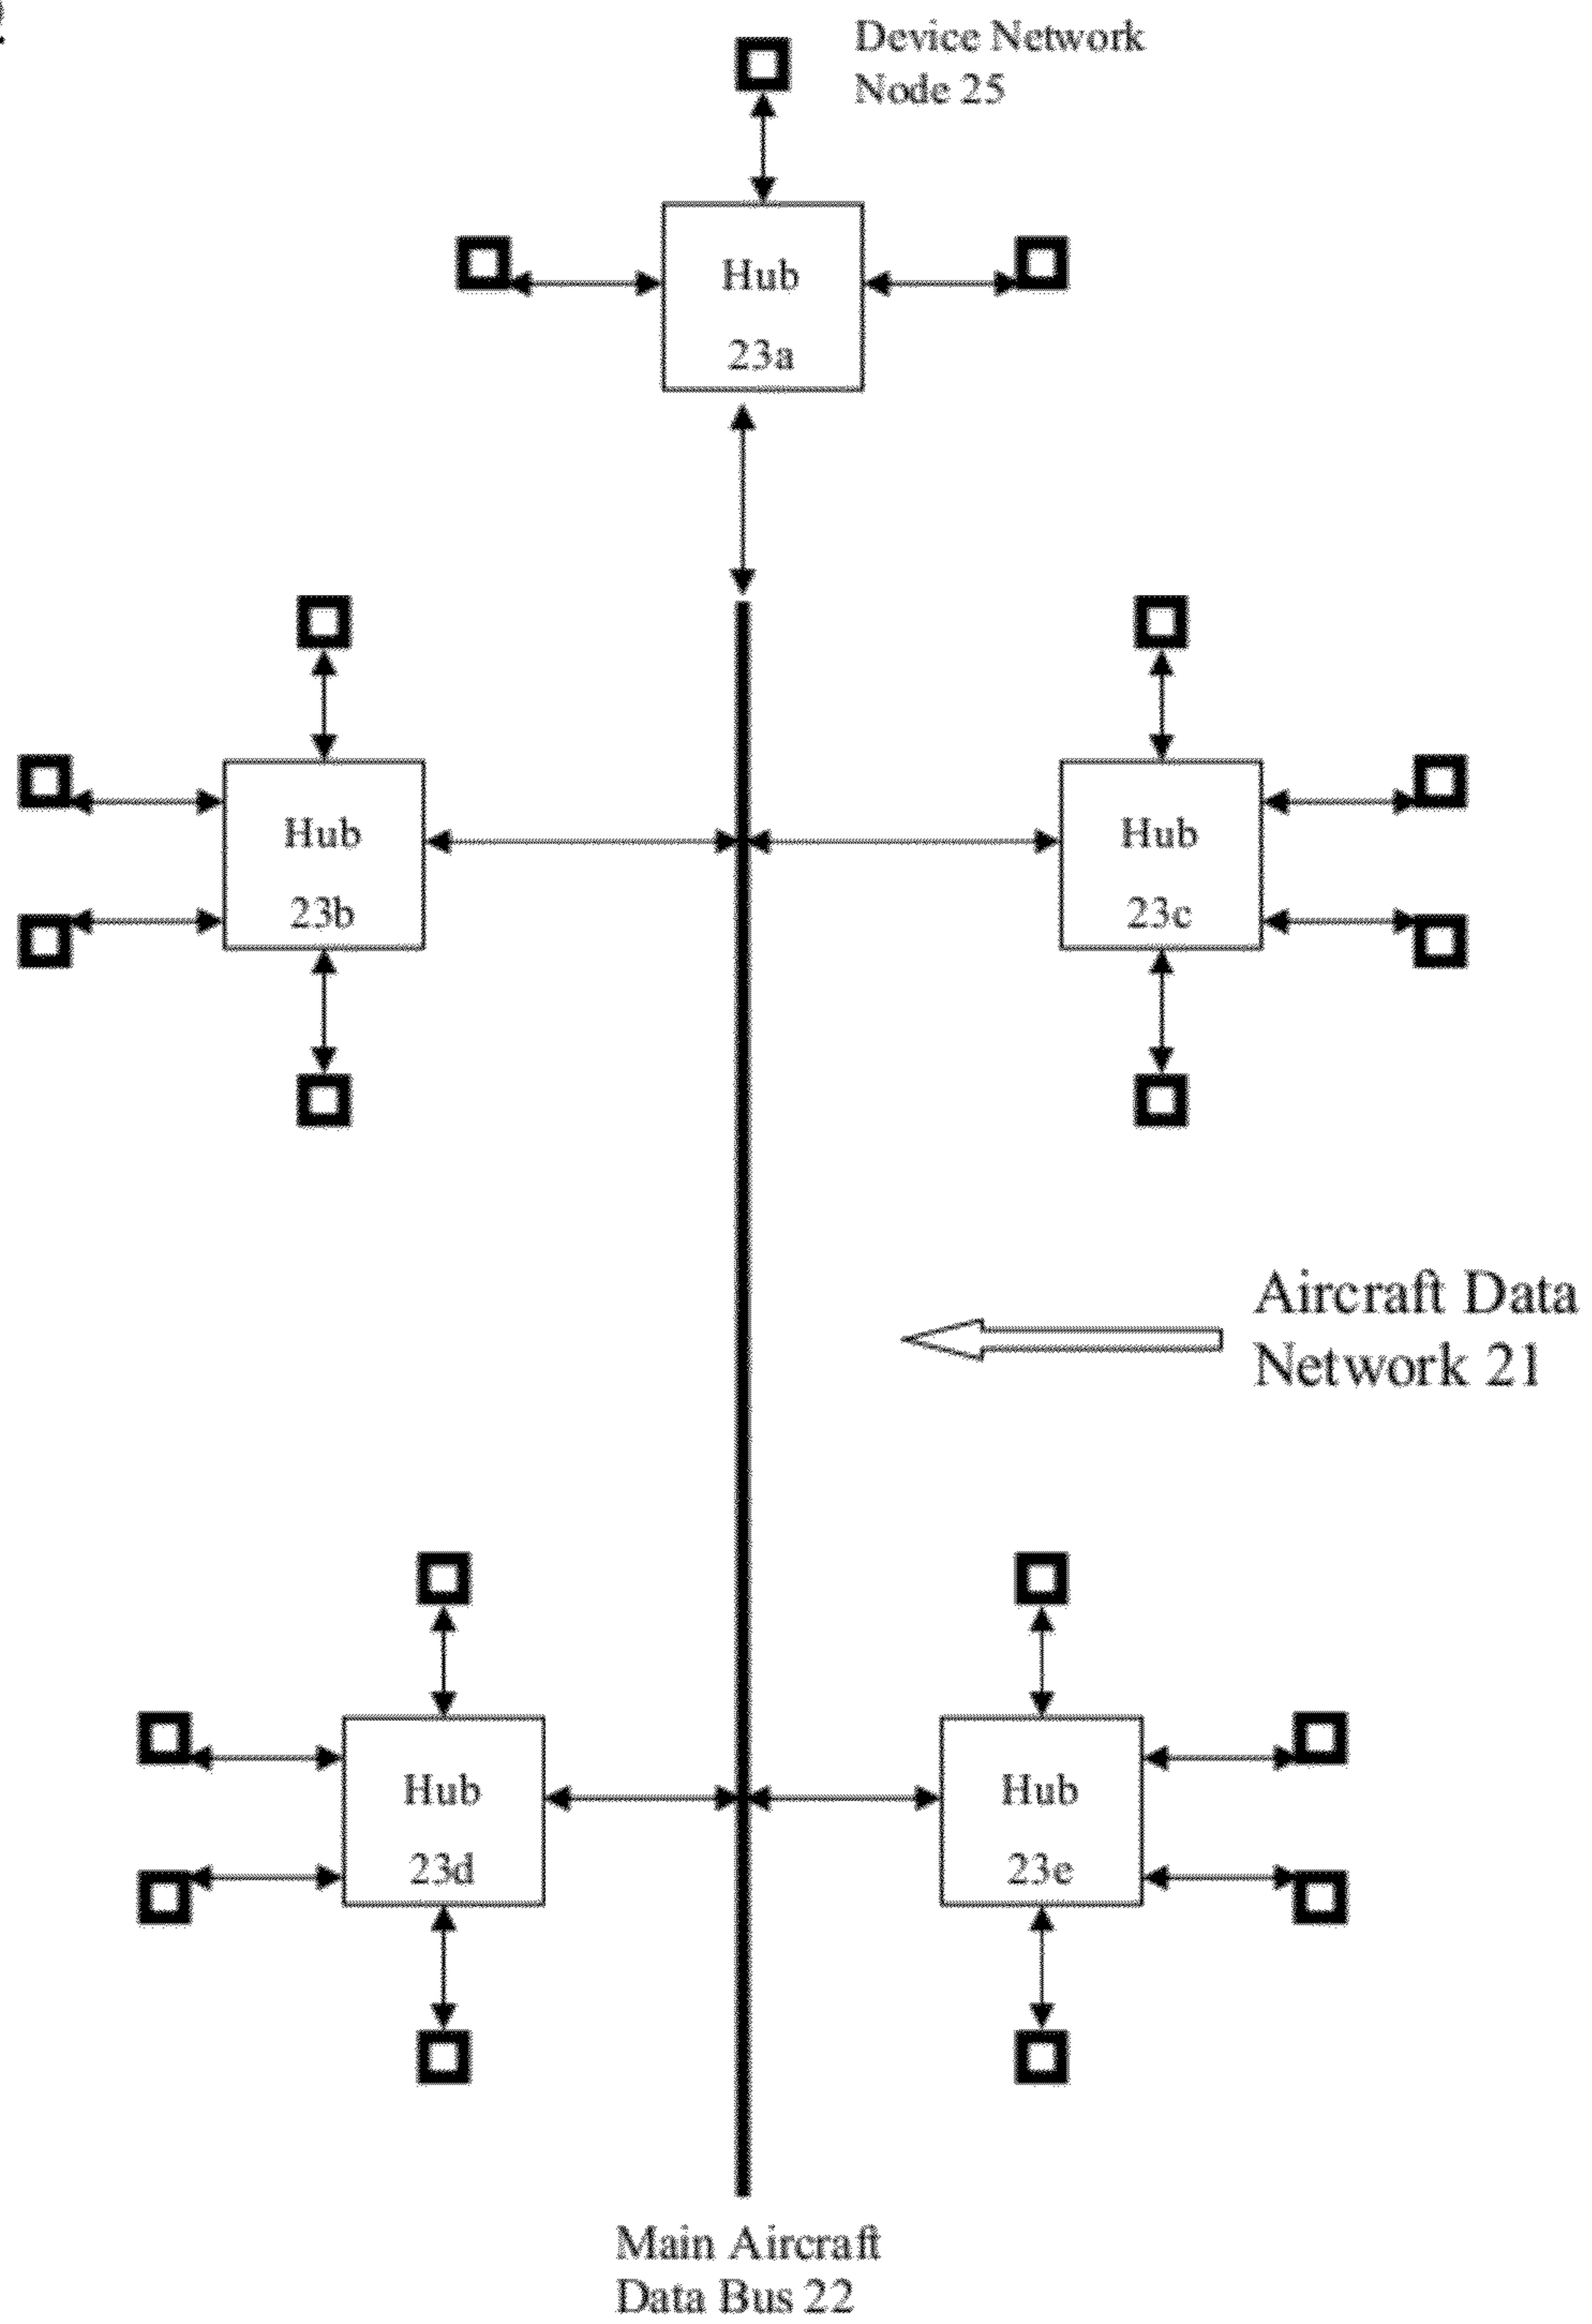 Device Network
Node 25
Hub
23a
Hub
23b
Hub
23c
Aircraft Data
Network 21
Hub
23d
Hub
23e
Main Aircraft
Data Bus 22